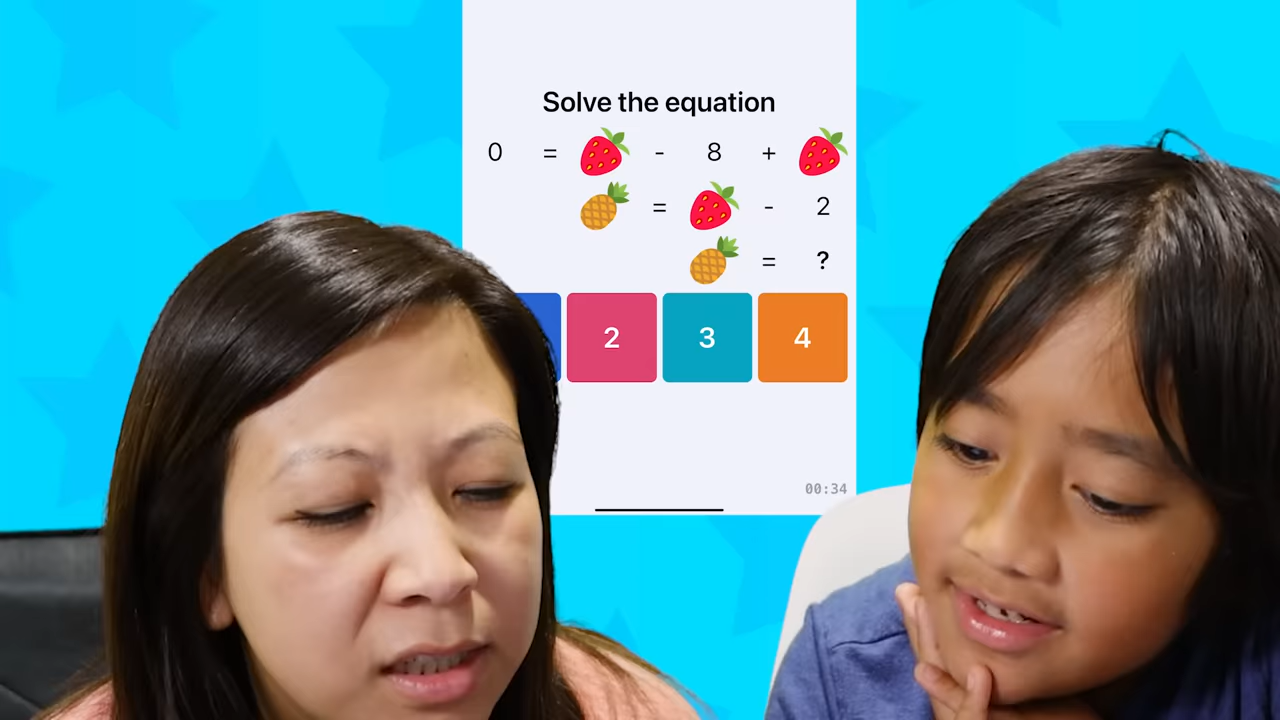 Solve the equation
0 = 🍓 - 8 + 🍓
🍍 = 🍓 - 2
🍍 = ?
2 3 4
00:34